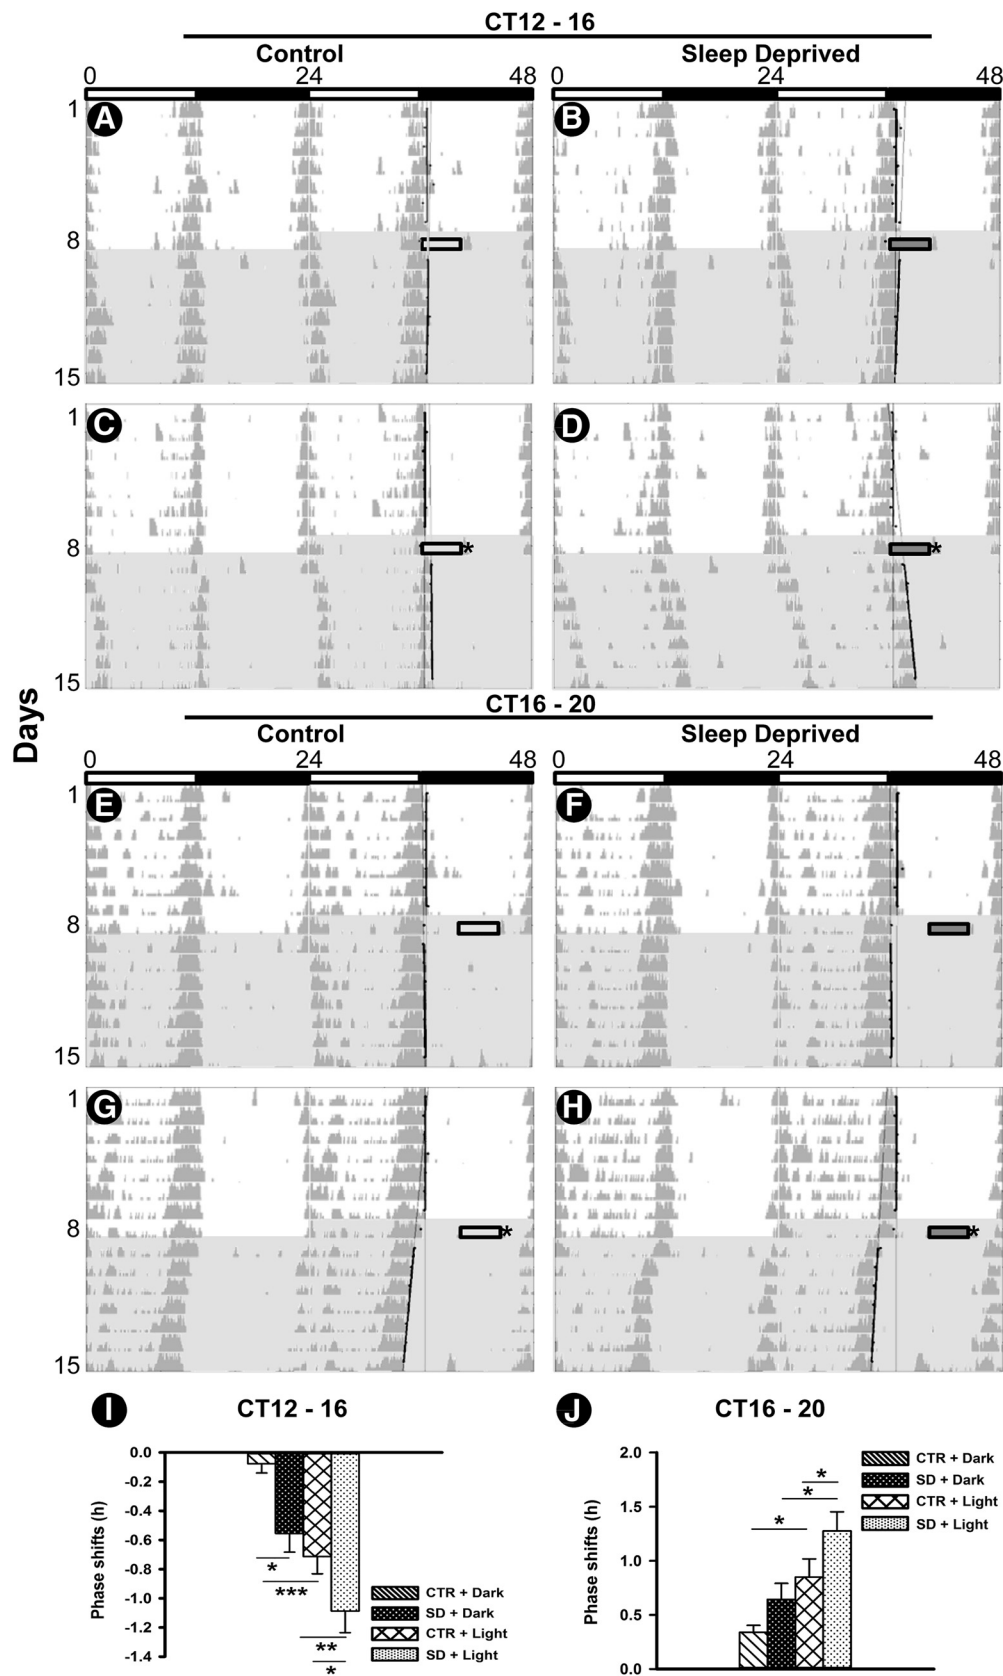 CT12 - 16
Control Sleep Deprived
0 24 48 0 24 48
1 A B
8
15
1 C D
8 * *
15
Days
CT16 - 20
Control Sleep Deprived
0 24 48 0 24 48
1 E F
8
15
1 G H
8 * *
15
I CT12 - 16
Phase shifts (h)
0.0
-0.2
-0.4
-0.6
-0.8
-1.0
-1.2
-1.4
*
***
**
*
CTR + Dark
SD + Dark
CTR + Light
SD + Light
J CT16 - 20
Phase shifts (h)
2.0
1.5
1.0
0.5
0.0
*
*
*
CTR + Dark
SD + Dark
CTR + Light
SD + Light